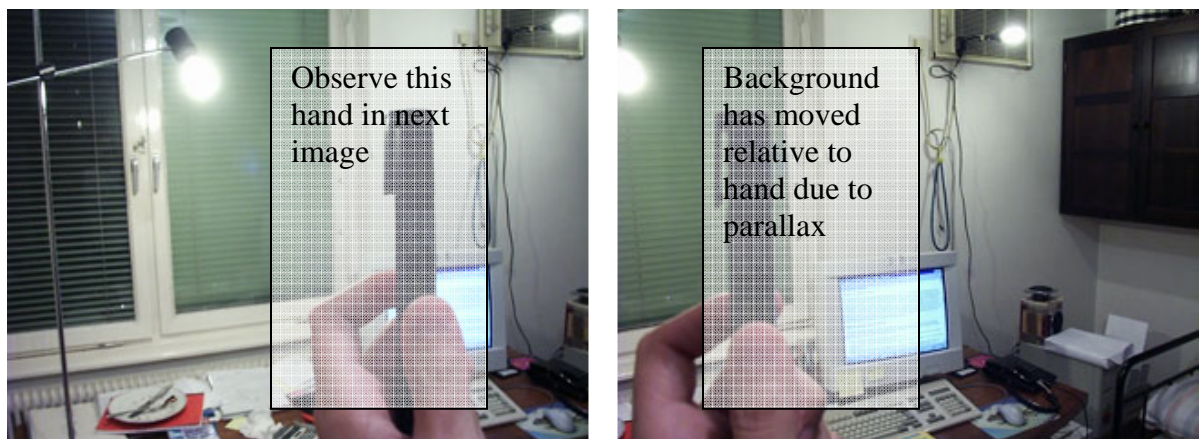 Observe this
hand in next
image
Background
has moved
relative to
hand due to
parallax